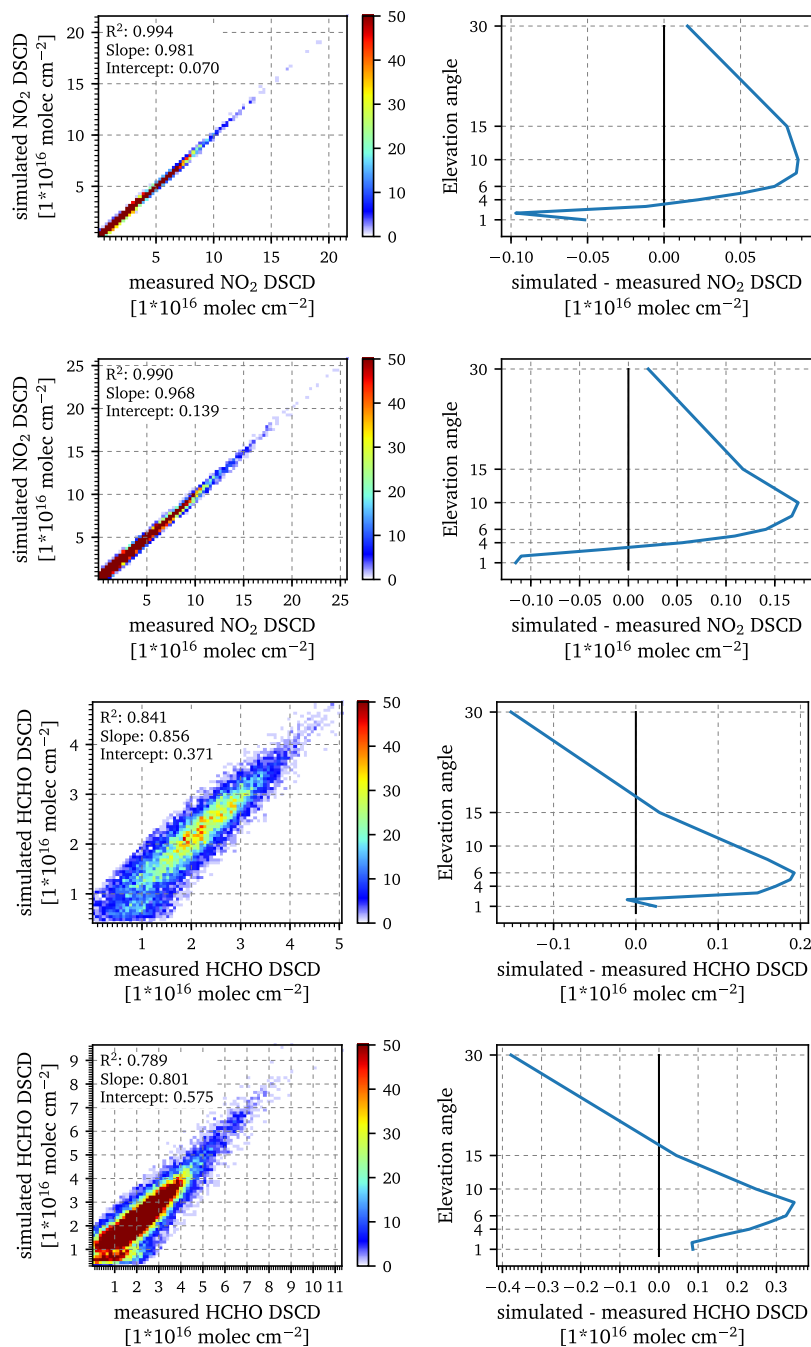 R²: 0.994
Slope: 0.981
Intercept: 0.070
20
15
10
5
5
10
15
20
simulated NO₂ DSCD
[1*10¹⁶ molec cm⁻²]
measured NO₂ DSCD
[1*10¹⁶ molec cm⁻²]
50
40
30
20
10
0
Elevation angle
30
15
10
6
4
1
−0.10
−0.05
0.00
0.05
simulated - measured NO₂ DSCD
[1*10¹⁶ molec cm⁻²]
R²: 0.990
Slope: 0.968
Intercept: 0.139
25
20
15
10
5
5
10
15
20
25
simulated NO₂ DSCD
[1*10¹⁶ molec cm⁻²]
measured NO₂ DSCD
[1*10¹⁶ molec cm⁻²]
50
40
30
20
10
0
Elevation angle
30
15
10
6
4
1
−0.10
−0.05
0.00
0.05
0.10
0.15
simulated - measured NO₂ DSCD
[1*10¹⁶ molec cm⁻²]
R²: 0.841
Slope: 0.856
Intercept: 0.371
4
3
2
1
1
2
3
4
5
simulated HCHO DSCD
[1*10¹⁶ molec cm⁻²]
measured HCHO DSCD
[1*10¹⁶ molec cm⁻²]
50
40
30
20
10
0
Elevation angle
30
15
10
6
4
1
−0.1
0.0
0.1
0.2
simulated - measured HCHO DSCD
[1*10¹⁶ molec cm⁻²]
R²: 0.789
Slope: 0.801
Intercept: 0.575
9
8
7
6
5
4
3
2
1
1
2
3
4
5
6
7
8
9
10
11
simulated HCHO DSCD
[1*10¹⁶ molec cm⁻²]
measured HCHO DSCD
[1*10¹⁶ molec cm⁻²]
50
40
30
20
10
0
Elevation angle
30
15
10
6
4
1
−0.4
−0.3
−0.2
−0.1
0.0
0.1
0.2
0.3
simulated - measured HCHO DSCD
[1*10¹⁶ molec cm⁻²]